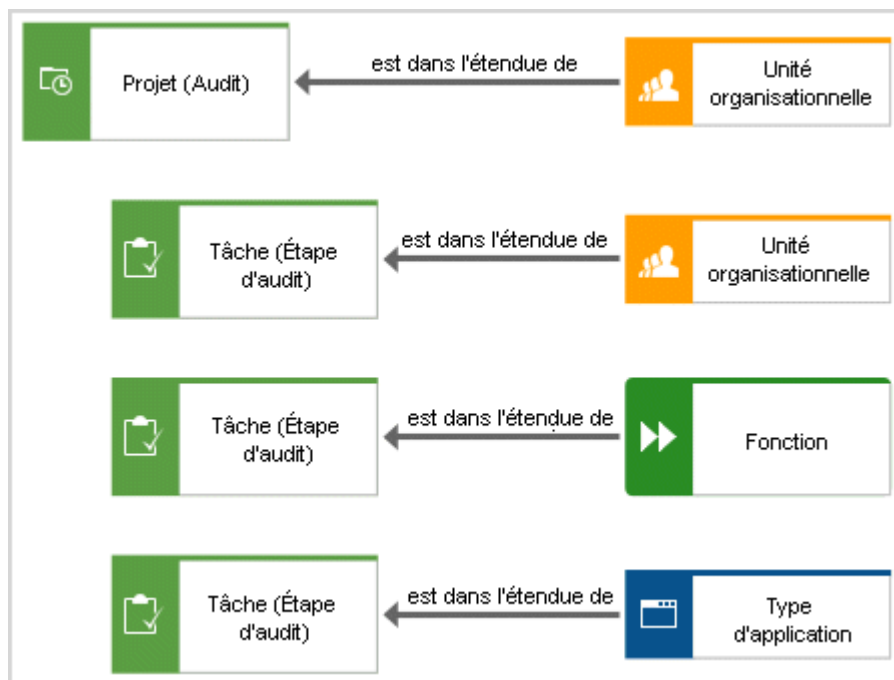 Projet (Audit)
est dans l'étendue de
Unité
organisationnelle
Tâche (Étape
d'audit)
est dans l'étendue de
Unité
organisationnelle
Tâche (Étape
d'audit)
est dans l'étendue de
Fonction
Tâche (Étape
d'audit)
est dans l'étendue de
Type
d'application